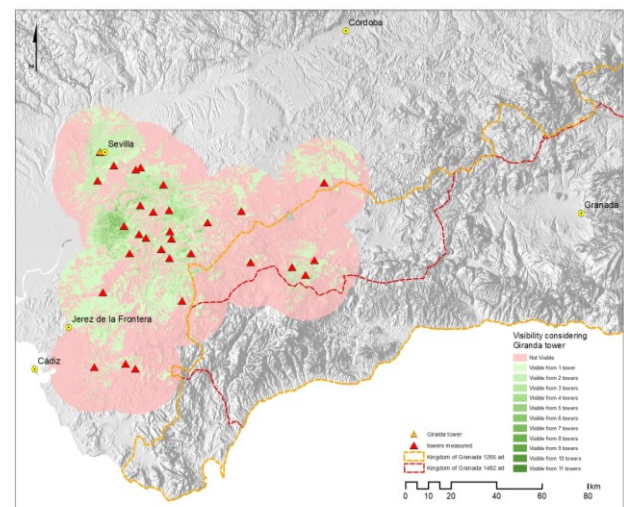 Cordoba
Sevilla
Granada
Jerez de la Frontera
Cádiz
Visibility considering
Giranda tower
Not Visible
Visible from 1 tower
Visible from 2 towers
Visible from 3 towers
Visible from 4 towers
Visible from 5 towers
Visible from 6 towers
Visible from 7 towers
Visible from 8 towers
Visible from 9 towers
Visible from 10 towers
Visible from 11 towers
Giralda tower
towers measured
Kingdom of Granada 1266 ad
Kingdom of Granada 1482 ad
0 5 10 20 40 60 80